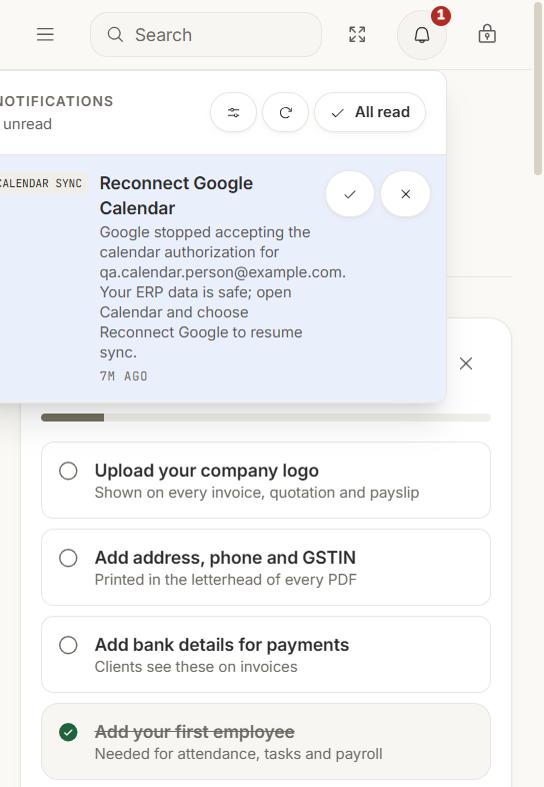 Search
1
NOTIFICATIONS
unread
All read
CALENDAR SYNC
Reconnect Google
Calendar
Google stopped accepting the
calendar authorization for
qa.calendar.person@example.com.
Your ERP data is safe; open
Calendar and choose
Reconnect Google to resume
sync.
7M AGO
Upload your company logo
Shown on every invoice, quotation and payslip
Add address, phone and GSTIN
Printed in the letterhead of every PDF
Add bank details for payments
Clients see these on invoices
Add your first employee
Needed for attendance, tasks and payroll